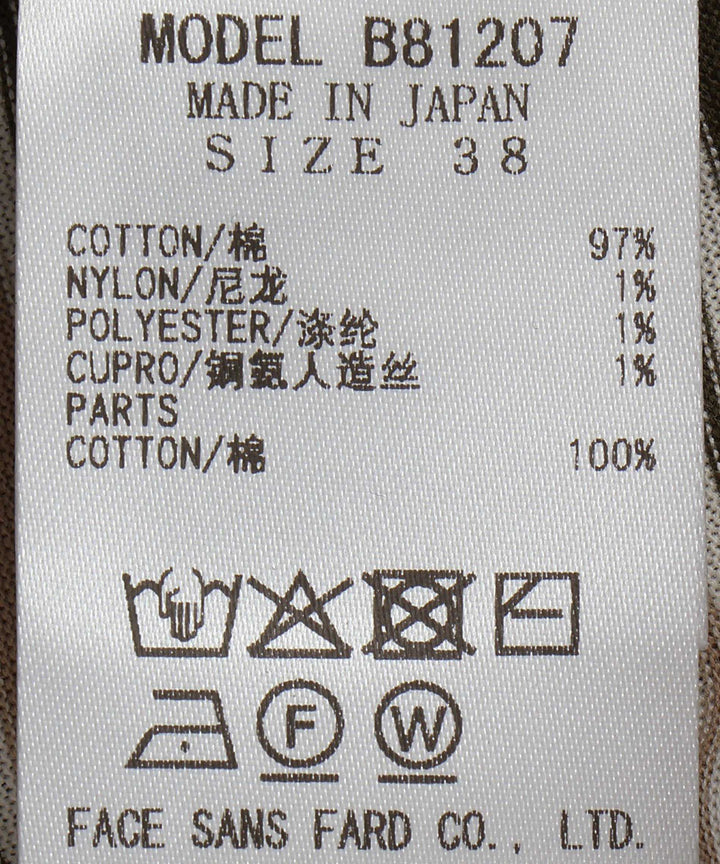 MODEL B81207
MADE IN JAPAN
SIZE 38
COTTON/棉 97%
NYLON/尼龙 1%
POLYESTER/涤纶 1%
CUPRO/铜氨人造丝 1%
PARTS
COTTON/棉 100%
F W
FACE SANS FARD CO., LTD.